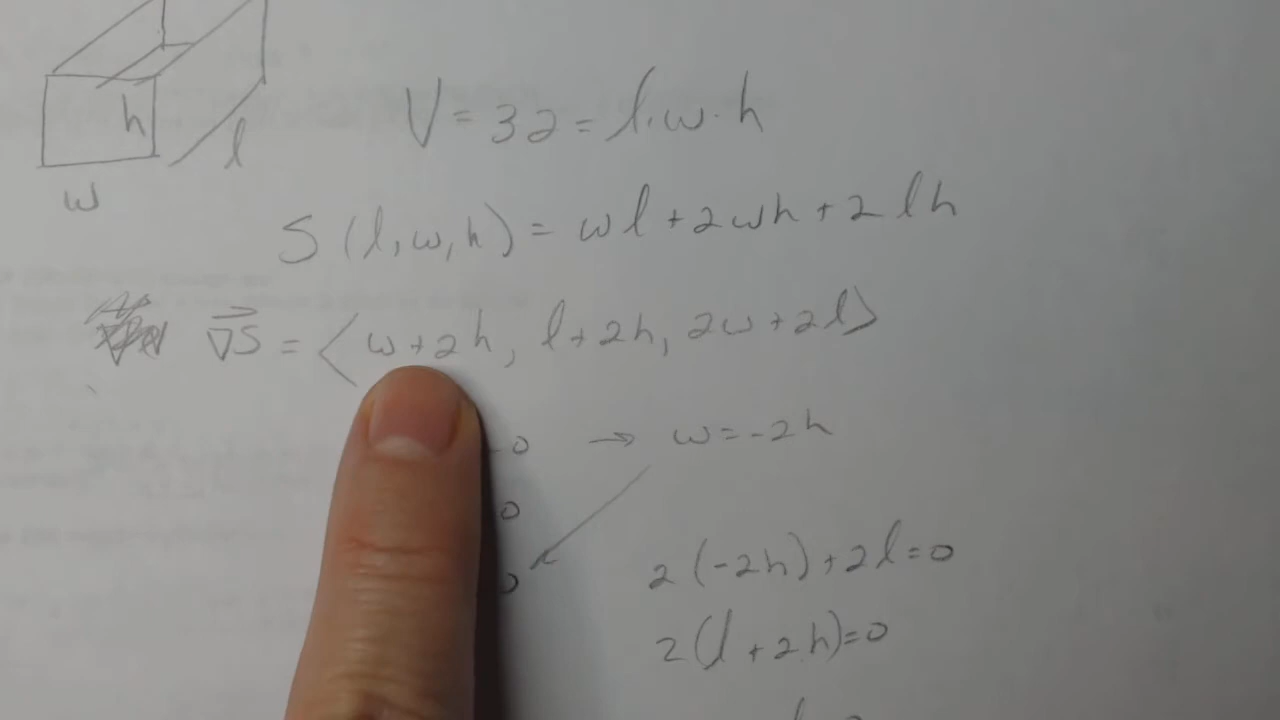 h
l
w
V = 32 = l·w·h
S(l,w,h) = wl + 2wh + 2lh
∇S = <w+2h, l+2h, 2w+2l>
=0 → w=-2h
0
0
2(-2h)+2l=0
2(l+2h)=0